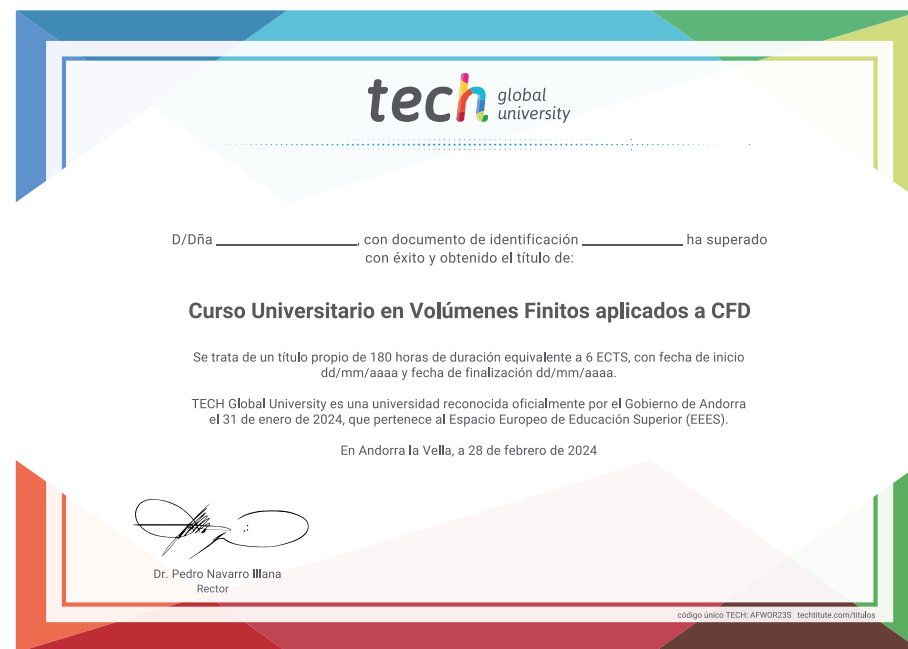 tech global university
D/Dña ____________, con documento de identificación ____________ ha superado
con éxito y obtenido el título de:
Curso Universitario en Volúmenes Finitos aplicados a CFD
Se trata de un título propio de 180 horas de duración equivalente a 6 ECTS, con fecha de inicio
dd/mm/aaaa y fecha de finalización dd/mm/aaaa.
TECH Global University es una universidad reconocida oficialmente por el Gobierno de Andorra
el 31 de enero de 2024, que pertenece al Espacio Europeo de Educación Superior (EEES).
En Andorra la Vella, a 28 de febrero de 2024
Dr. Pedro Navarro Illana
Rector
código único TECH: AFWOR23S techtitute.com/titulos